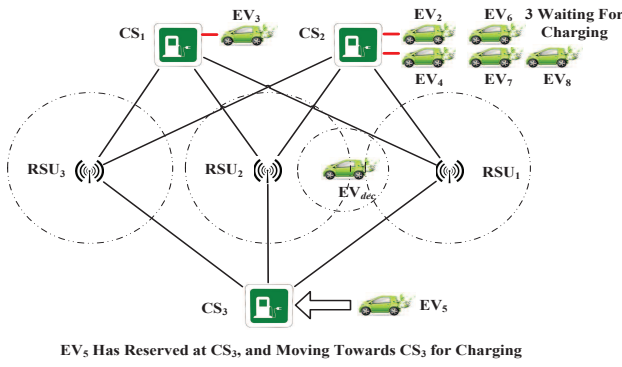 CS1
EV3
CS2
EV2
EV6
3 Waiting For
Charging
EV4
EV7
EV8
RSU3
RSU2
EVdec
RSU1
CS3
EV5
EV5 Has Reserved at CS3, and Moving Towards CS3 for Charging